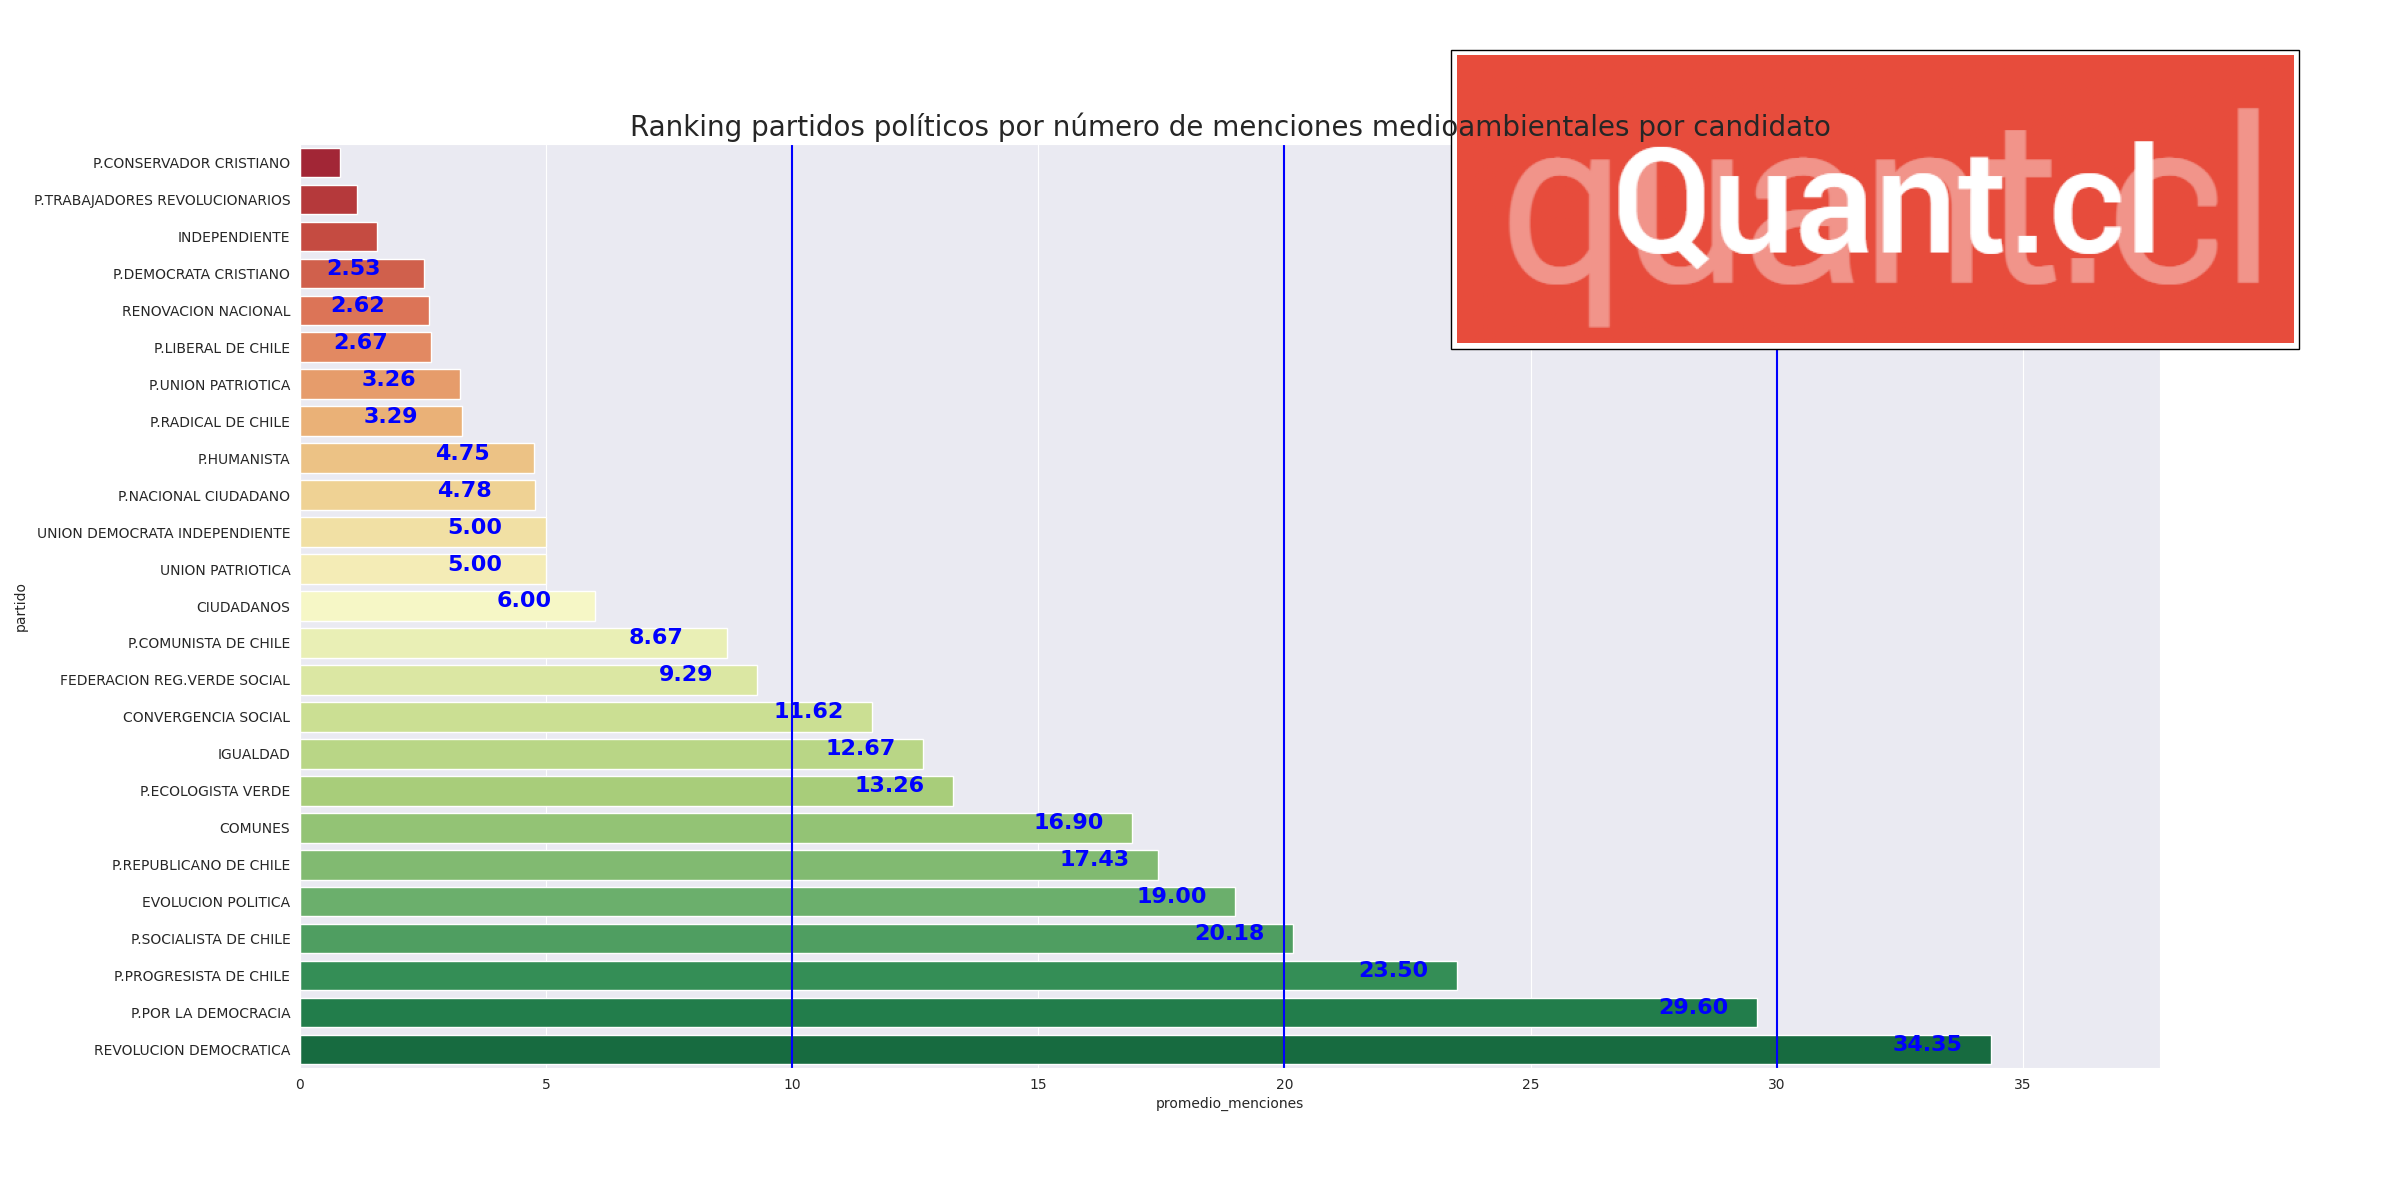 Ranking partidos políticos por número de menciones medioambientales por candidato
quant.cl
Quant.cl
partido
P.CONSERVADOR CRISTIANO
P.TRABAJADORES REVOLUCIONARIOS
INDEPENDIENTE
P.DEMOCRATA CRISTIANO 2.53
RENOVACION NACIONAL 2.62
P.LIBERAL DE CHILE 2.67
P.UNION PATRIOTICA 3.26
P.RADICAL DE CHILE 3.29
P.HUMANISTA 4.75
P.NACIONAL CIUDADANO 4.78
UNION DEMOCRATA INDEPENDIENTE 5.00
UNION PATRIOTICA 5.00
CIUDADANOS 6.00
P.COMUNISTA DE CHILE 8.67
FEDERACION REG.VERDE SOCIAL 9.29
CONVERGENCIA SOCIAL 11.62
IGUALDAD 12.67
P.ECOLOGISTA VERDE 13.26
COMUNES 16.90
P.REPUBLICANO DE CHILE 17.43
EVOLUCION POLITICA 19.00
P.SOCIALISTA DE CHILE 20.18
P.PROGRESISTA DE CHILE 23.50
P.POR LA DEMOCRACIA 29.60
REVOLUCION DEMOCRATICA 34.35
0 5 10 15 20 25 30 35
promedio_menciones